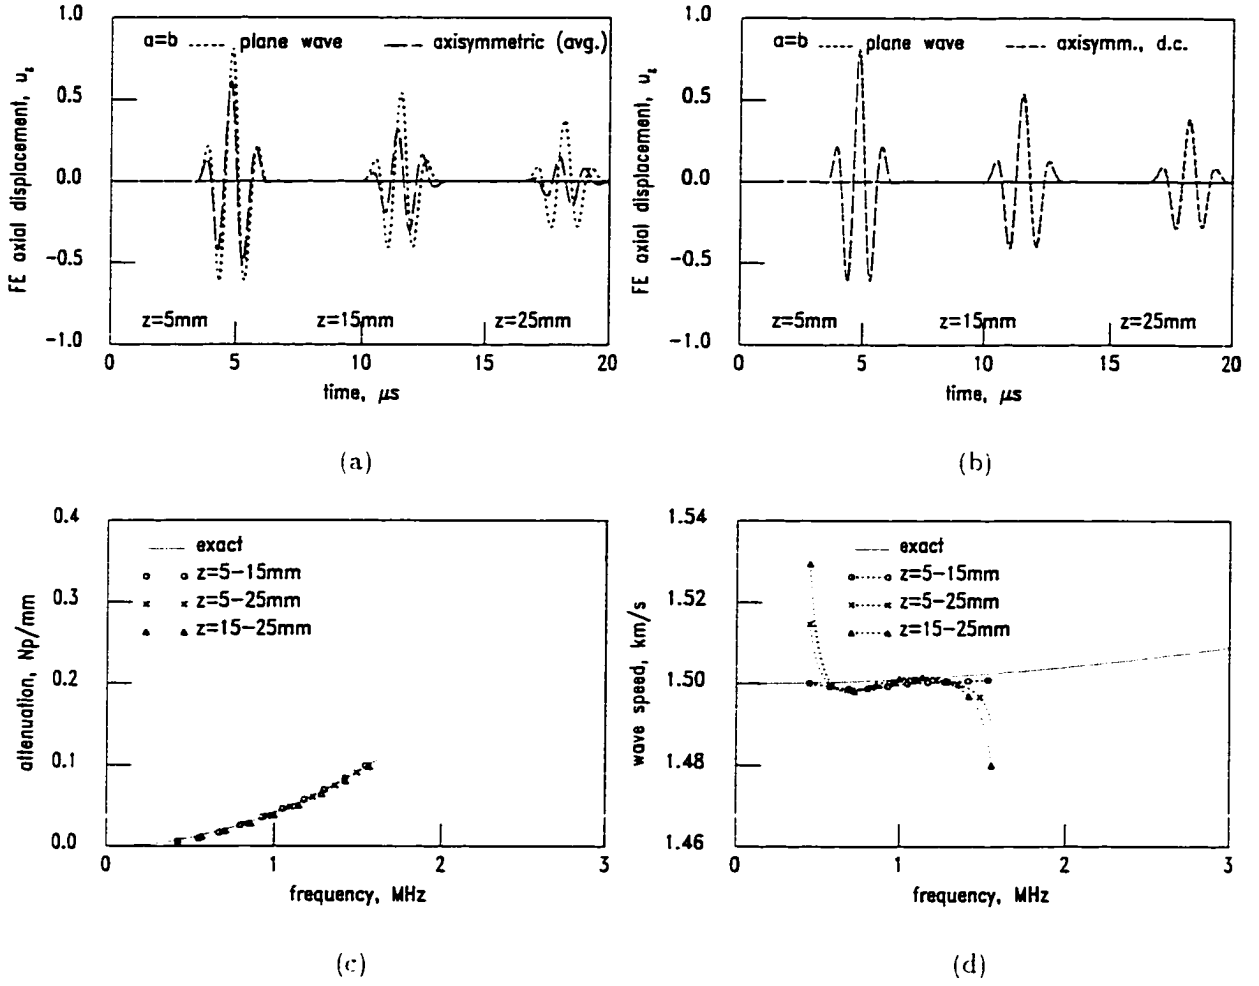 1.0
0.5
0.0
−0.5
−1.0
FE axial displacement, uz
a=b plane wave axisymmetric (avg.)
z=5mm z=15mm z=25mm
0 5 10 15 20
time, μs
(a)
1.0
0.5
0.0
−0.5
−1.0
FE axial displacement, uz
a=b plane wave axisymm., d.c.
z=5mm z=15mm z=25mm
0 5 10 15 20
time, μs
(b)
0.4
0.3
0.2
0.1
0.0
attenuation, Np/mm
exact
z=5−15mm
z=5−25mm
z=15−25mm
0 1 2 3
frequency, MHz
(c)
1.54
1.52
1.50
1.48
1.46
wave speed, km/s
exact
z=5−15mm
z=5−25mm
z=15−25mm
0 1 2 3
frequency, MHz
(d)